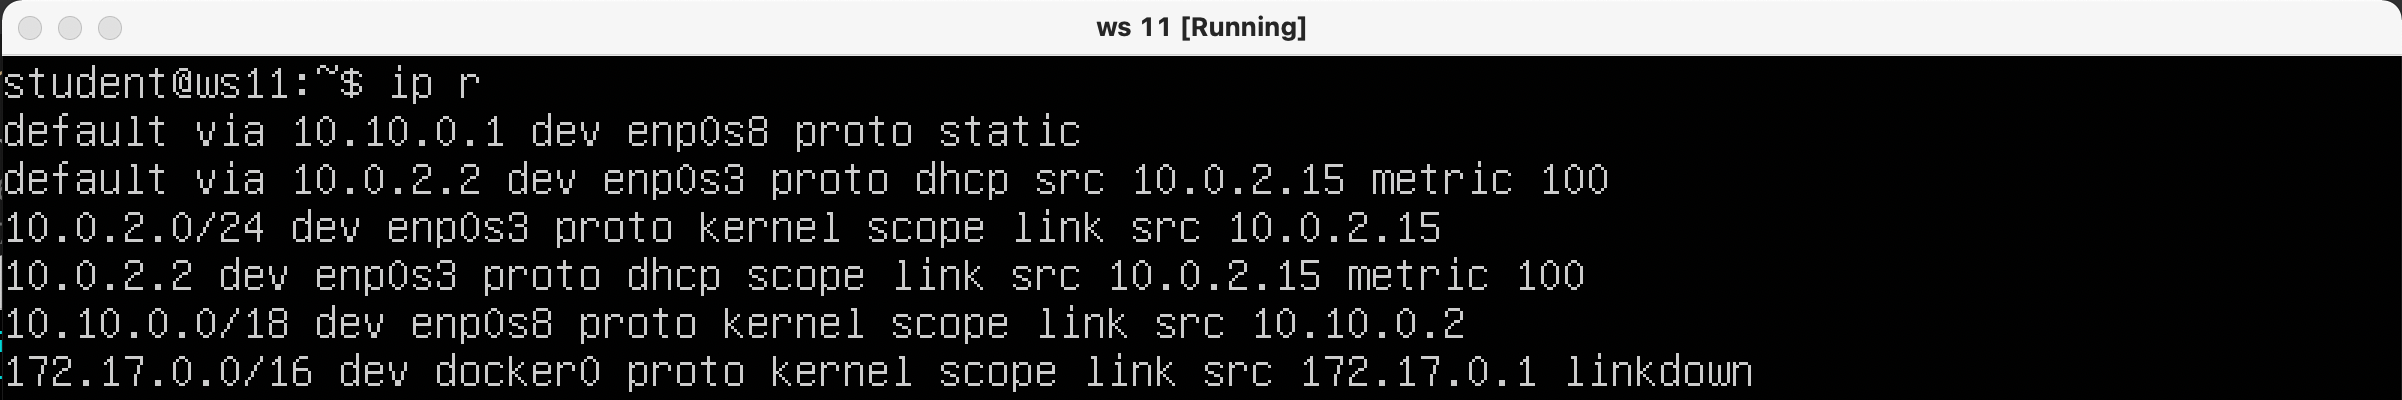 ws 11 [Running]
student@ws11:~$ ip r
default via 10.10.0.1 dev enp0s8 proto static
default via 10.0.2.2 dev enp0s3 proto dhcp src 10.0.2.15 metric 100
10.0.2.0/24 dev enp0s3 proto kernel scope link src 10.0.2.15
10.0.2.2 dev enp0s3 proto dhcp scope link src 10.0.2.15 metric 100
10.10.0.0/18 dev enp0s8 proto kernel scope link src 10.10.0.2
172.17.0.0/16 dev docker0 proto kernel scope link src 172.17.0.1 linkdown